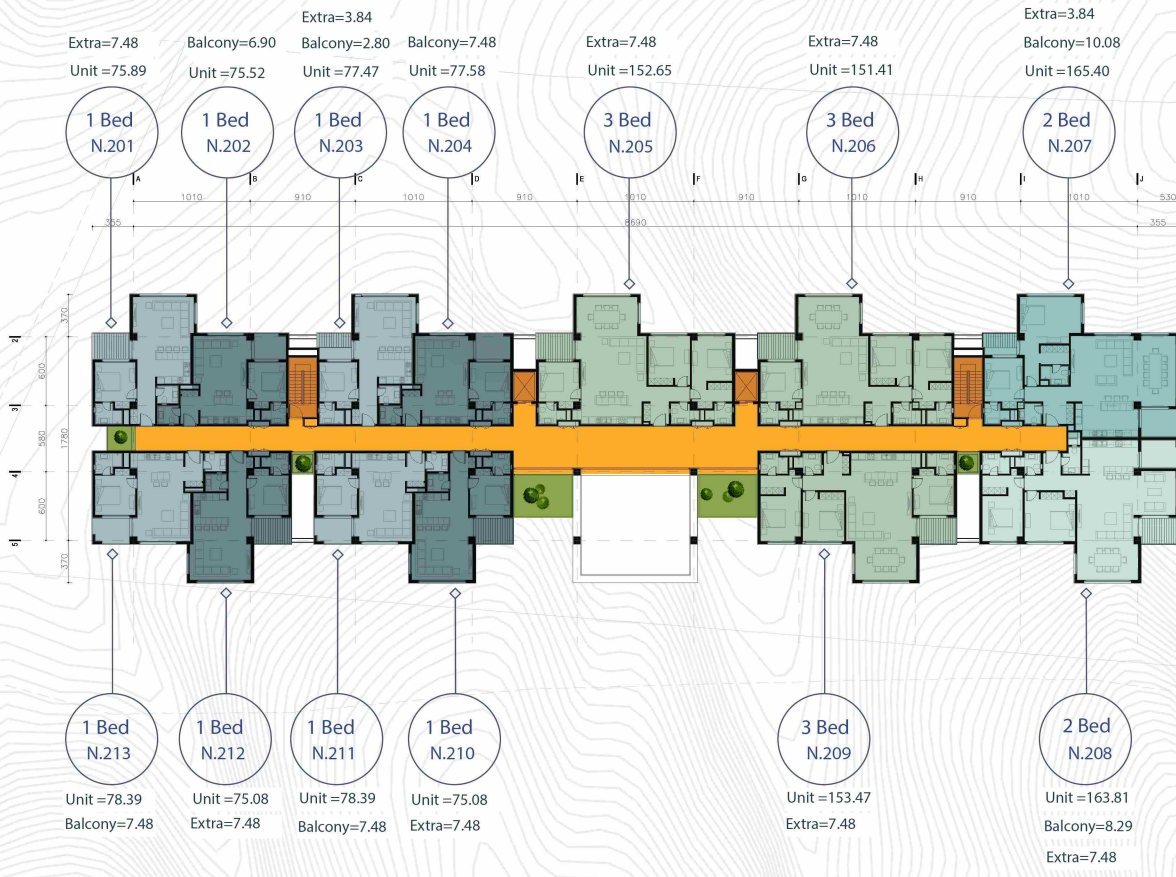 Extra=3.84
Extra=3.84
Extra=7.48
Balcony=6.90
Balcony=2.80
Balcony=7.48
Extra=7.48
Extra=7.48
Balcony=10.08
Unit =75.89
Unit =75.52
Unit =77.47
Unit =77.58
Unit =152.65
Unit =151.41
Unit =165.40
1 Bed
N.201
1 Bed
N.202
1 Bed
N.203
1 Bed
N.204
3 Bed
N.205
3 Bed
N.206
2 Bed
N.207
A
B
C
D
E
F
G
H
I
J
1010
910
1010
910
1010
910
1010
910
1010
530
355
8690
355
370
2
600
3
580
1780
4
600
5
370
1 Bed
N.213
1 Bed
N.212
1 Bed
N.211
1 Bed
N.210
3 Bed
N.209
2 Bed
N.208
Unit =78.39
Unit =75.08
Unit =78.39
Unit =75.08
Unit =153.47
Unit =163.81
Balcony=7.48
Extra=7.48
Balcony=7.48
Extra=7.48
Extra=7.48
Balcony=8.29
Extra=7.48